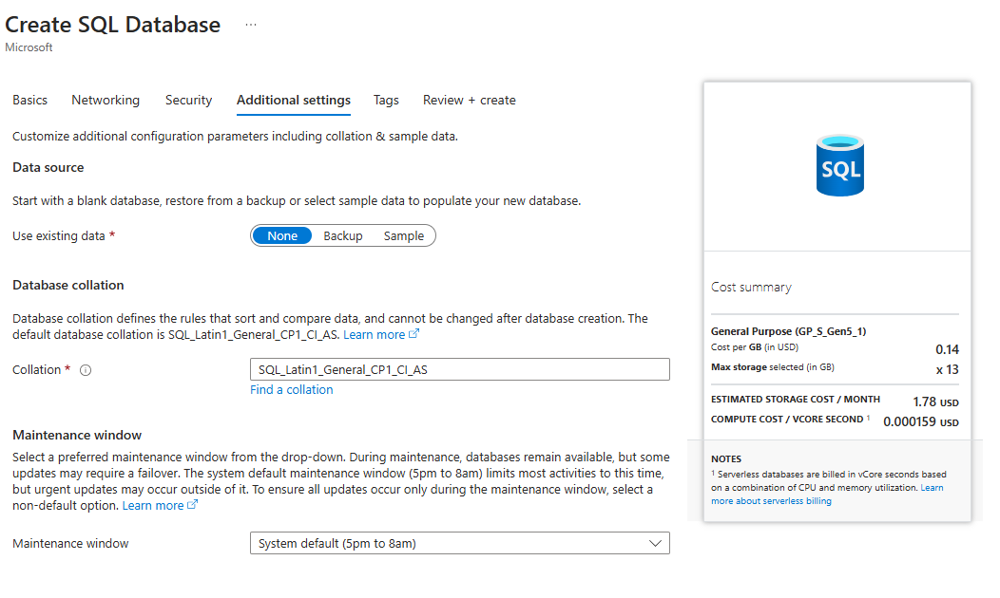 Create SQL Database ...
Microsoft
Basics Networking Security Additional settings Tags Review + create
Customize additional configuration parameters including collation & sample data.
Data source
Start with a blank database, restore from a backup or select sample data to populate your new database.
Use existing data * None Backup Sample
Database collation
Database collation defines the rules that sort and compare data, and cannot be changed after database creation. The
default database collation is SQL_Latin1_General_CP1_CI_AS. Learn more
Collation * SQL_Latin1_General_CP1_CI_AS
Find a collation
Maintenance window
Select a preferred maintenance window from the drop-down. During maintenance, databases remain available, but some
updates may require a failover. The system default maintenance window (5pm to 8am) limits most activities to this time,
but urgent updates may occur outside of it. To ensure all updates occur only during the maintenance window, select a
non-default option. Learn more
Maintenance window System default (5pm to 8am)
SQL
Cost summary
General Purpose (GP_S_Gen5_1)
Cost per GB (in USD) 0.14
Max storage selected (in GB) x 13
ESTIMATED STORAGE COST / MONTH 1.78 USD
COMPUTE COST / VCORE SECOND ¹ 0.000159 USD
NOTES
¹ Serverless databases are billed in vCore seconds based
on a combination of CPU and memory utilization. Learn
more about serverless billing